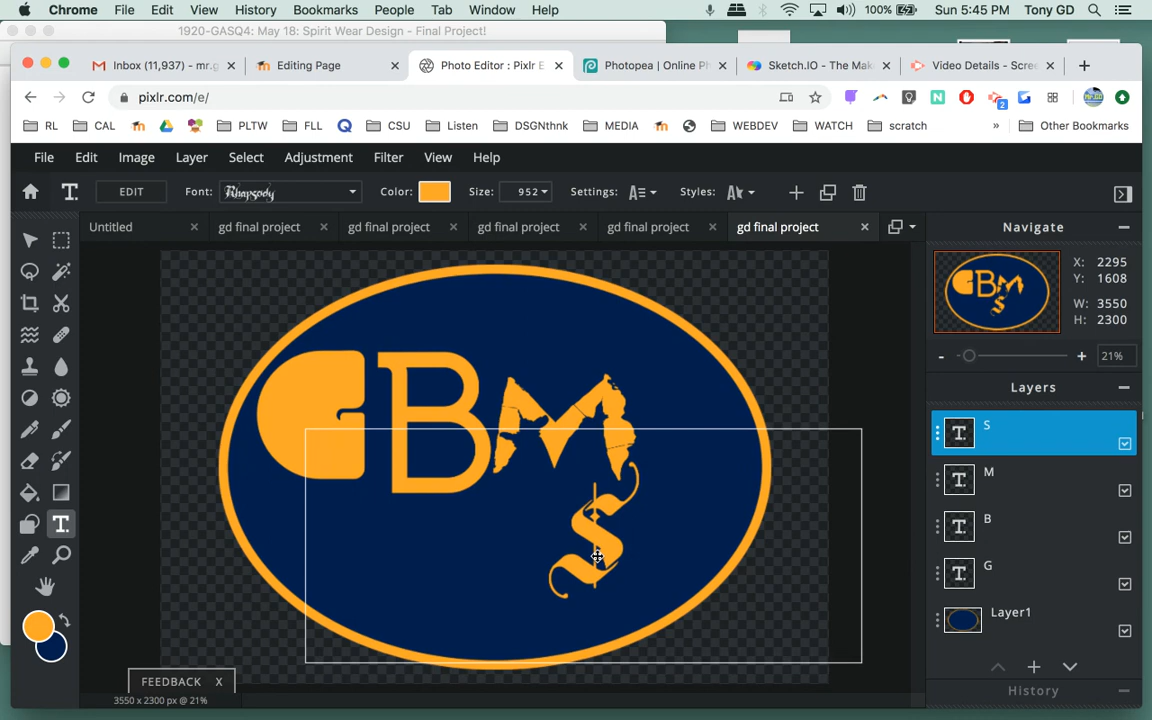 Chrome File Edit View History Bookmarks People Tab Window Help 100% Sun 5:45 PM Tony GD
1920-GASQ4: May 18: Spirit Wear Design - Final Project!
Inbox (11,937) - mr.g Editing Page Photo Editor : Pixlr E Photopea | Online Ph Sketch.IO - The Mak Video Details - Scree
pixlr.com/e/ 2
RL CAL PLTW FLL CSU Listen DSGNthnk MEDIA WEBDEV WATCH scratch » Other Bookmarks
File Edit Image Layer Select Adjustment Filter View Help
T. EDIT Font: Rhapsody Color: Size: 952 Settings: Styles:
Untitled gd final project gd final project gd final project gd final project gd final project Navigate
X: 2295
Y: 1608
W: 3550
H: 2300
- + 21%
Layers
GBM
S
T. S
T. M
T. B
T. G
Layer1
History
FEEDBACK X
3550 x 2300 px @ 21%